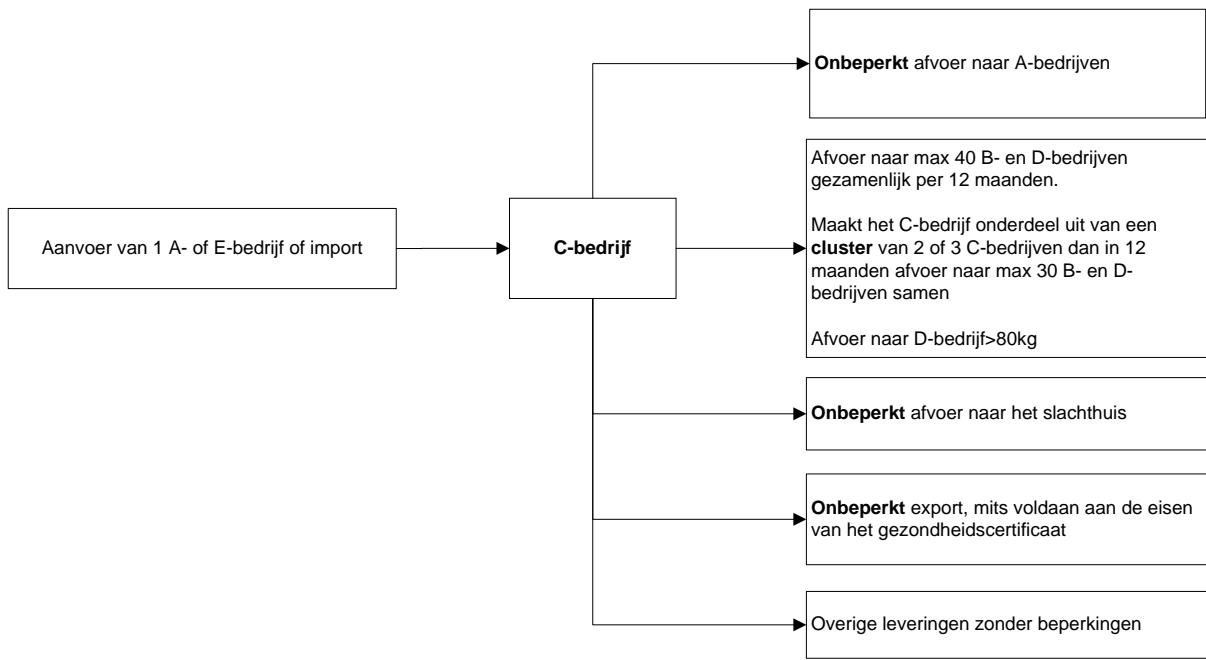 Aanvoer van 1 A- of E-bedrijf of import
C-bedrijf
Onbeperkt afvoer naar A-bedrijven
Afvoer naar max 40 B- en D-bedrijven
gezamenlijk per 12 maanden.
Maakt het C-bedrijf onderdeel uit van een
cluster van 2 of 3 C-bedrijven dan in 12
maanden afvoer naar max 30 B- en D-
bedrijven samen
Afvoer naar D-bedrijf>80kg
Onbeperkt afvoer naar het slachthuis
Onbeperkt export, mits voldaan aan de eisen
van het gezondheidscertificaat
Overige leveringen zonder beperkingen